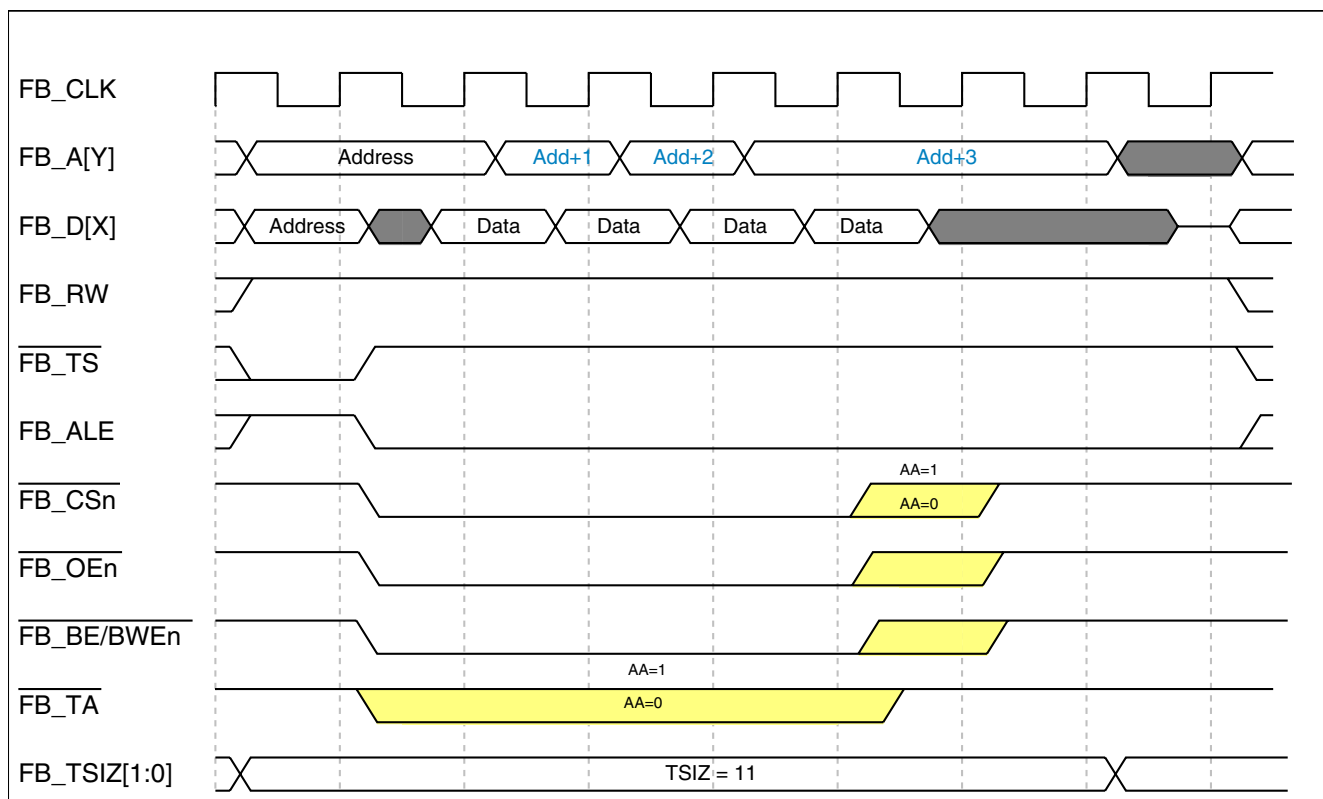 FB_CLK
FB_A[Y] Address Add+1 Add+2 Add+3
FB_D[X] Address Data Data Data Data
FB_RW
FB_TS
FB_ALE
AA=1
FB_CSn AA=0
FB_OEn
FB_BE/BWEn
AA=1
FB_TA AA=0
FB_TSIZ[1:0] TSIZ = 11